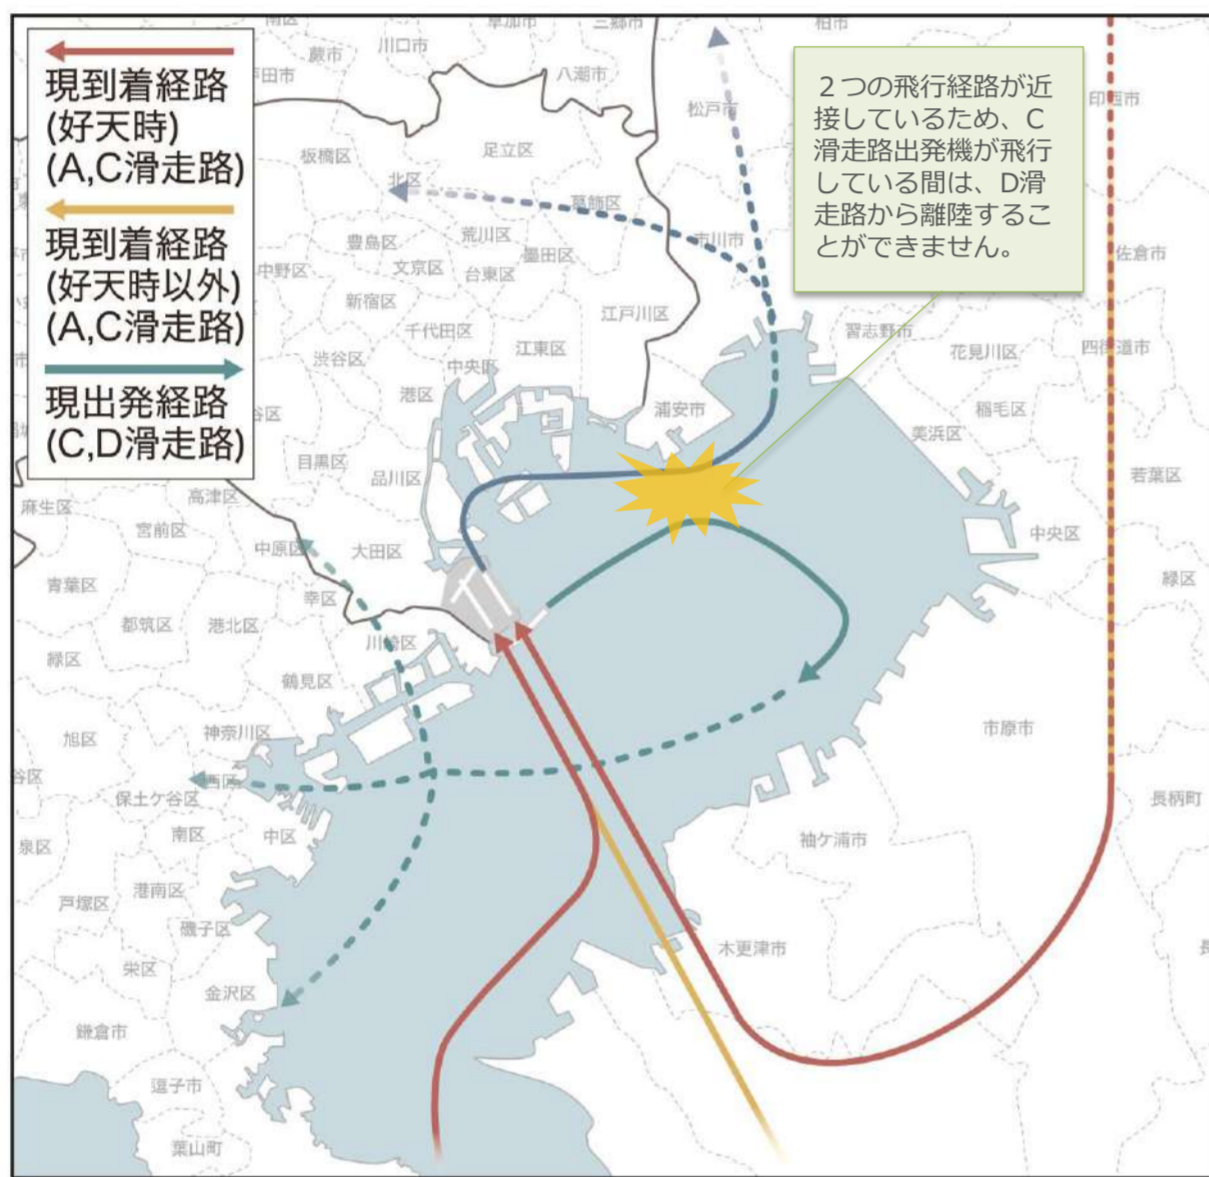 現到着経路
(好天時)
(A,C滑走路)
現到着経路
(好天時以外)
(A,C滑走路)
現出発経路
(C,D滑走路)
２つの飛行経路が近
接しているため、C
滑走路出発機が飛行
している間は、D滑
走路から離陸するこ
とができません。
草加市
三郷市
柏市
川口市
蕨市
戸田市
八潮市
松戸市
印西市
足立区
板橋区
北区
葛飾区
市川市
荒川区
豊島区
墨田区
文京区
台東区
中野区
佐倉市
新宿区
江戸川区
千代田区
習志野市
江東区
花見川区
四街道市
渋谷区
中央区
港区
浦安市
稲毛区
谷区
美浜区
目黒区
品川区
若葉区
高津区
麻生区
宮前区
中原区
大田区
中央区
青葉区
緑区
幸区
都筑区
港北区
川崎区
緑区
鶴見区
神奈川区
旭区
市原市
谷区
西区
保土ケ谷区
長柄町
南区
中区
泉区
袖ケ浦市
港南区
戸塚区
磯子区
木更津市
栄区
金沢区
鎌倉市
逗子市
葉山町